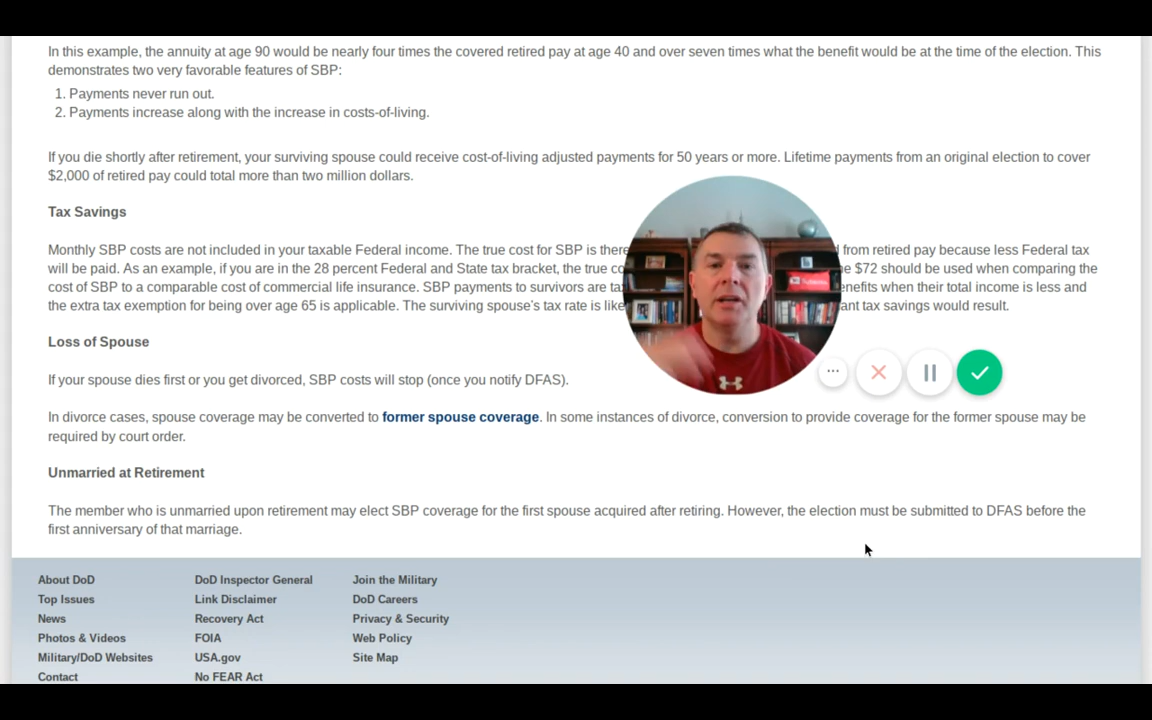 In this example, the annuity at age 90 would be nearly four times the covered retired pay at age 40 and over seven times what the benefit would be at the time of the election. This
demonstrates two very favorable features of SBP:
1. Payments never run out.
2. Payments increase along with the increase in costs-of-living.
If you die shortly after retirement, your surviving spouse could receive cost-of-living adjusted payments for 50 years or more. Lifetime payments from an original election to cover
$2,000 of retired pay could total more than two million dollars.
Tax Savings
Monthly SBP costs are not included in your taxable Federal income. The true cost for SBP is there from retired pay because less Federal tax
will be paid. As an example, if you are in the 28 percent Federal and State tax bracket, the true co $72 should be used when comparing the
cost of SBP to a comparable cost of commercial life insurance. SBP payments to survivors are ta enefits when their total income is less and
the extra tax exemption for being over age 65 is applicable. The surviving spouse's tax rate is like ant tax savings would result.
Loss of Spouse
If your spouse dies first or you get divorced, SBP costs will stop (once you notify DFAS).
In divorce cases, spouse coverage may be converted to former spouse coverage. In some instances of divorce, conversion to provide coverage for the former spouse may be
required by court order.
Unmarried at Retirement
The member who is unmarried upon retirement may elect SBP coverage for the first spouse acquired after retiring. However, the election must be submitted to DFAS before the
first anniversary of that marriage.
About DoD DoD Inspector General Join the Military
Top Issues Link Disclaimer DoD Careers
News Recovery Act Privacy & Security
Photos & Videos FOIA Web Policy
Military/DoD Websites USA.gov Site Map
Contact No FEAR Act